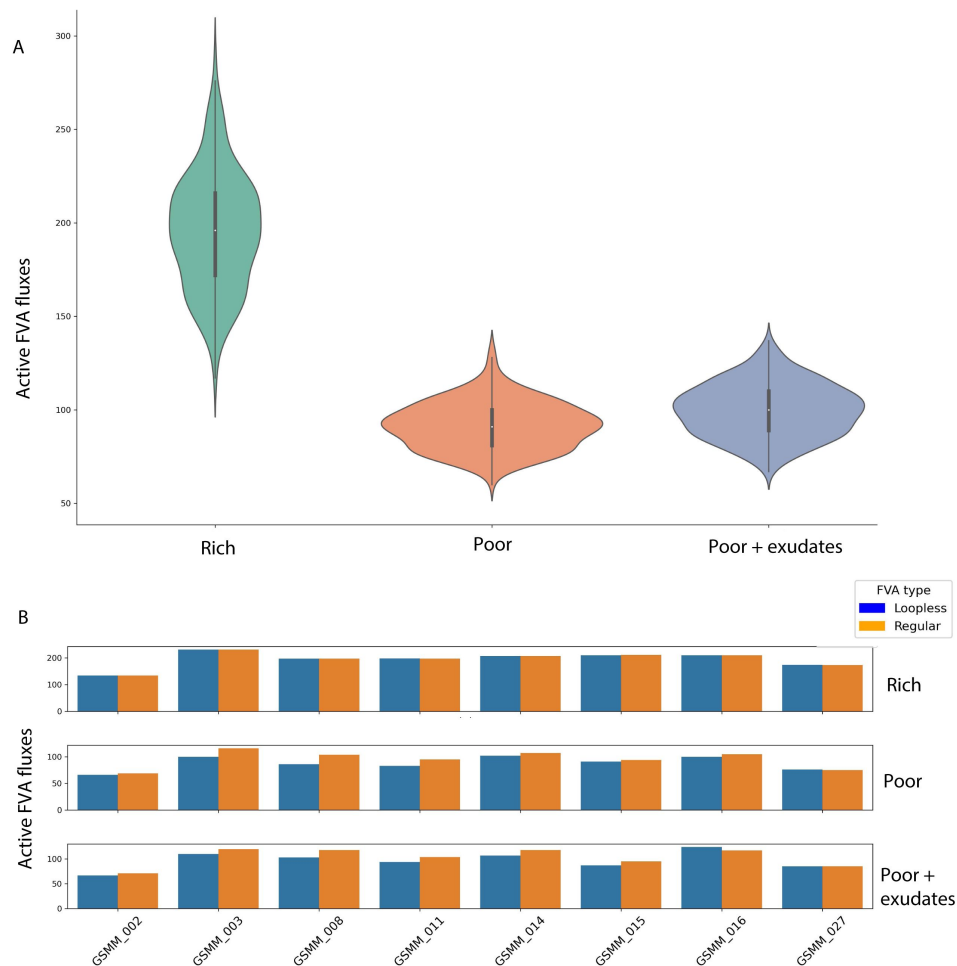 A
300
250
200
150
100
50
Active FVA fluxes
Rich
Poor
Poor + exudates
B
FVA type
Loopless
Regular
200
100
0
Rich
100
50
0
Poor
100
50
0
Poor +
exudates
Active FVA fluxes
GSMM_002
GSMM_003
GSMM_008
GSMM_011
GSMM_014
GSMM_015
GSMM_016
GSMM_027